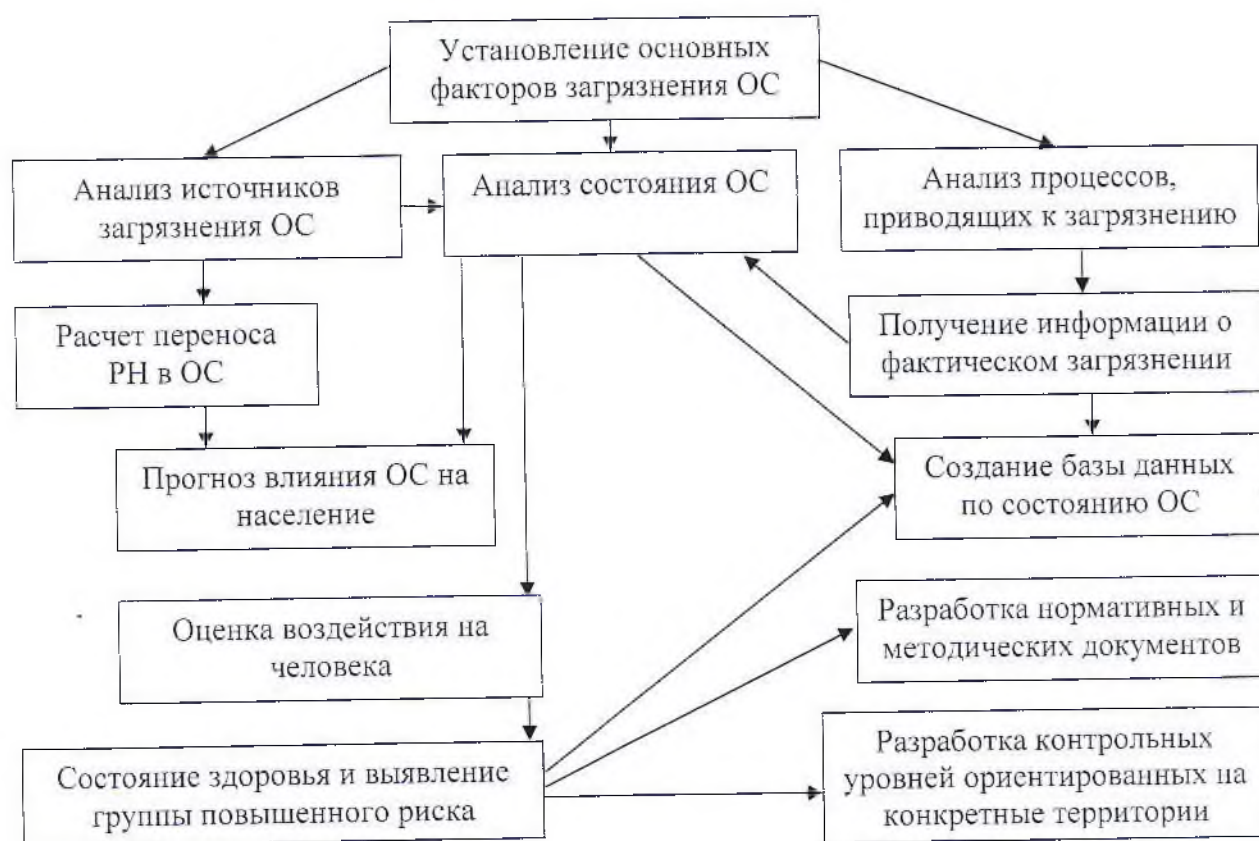 Установление основных
факторов загрязнения ОС
Анализ источников
загрязнения ОС
Анализ состояния ОС
Анализ процессов,
приводящих к загрязнению
Расчет переноса
РН в ОС
Получение информации о
фактическом загрязнении
Прогноз влияния ОС на
население
Создание базы данных
по состоянию ОС
Оценка воздействия на
человека
Разработка нормативных и
методических документов
Состояние здоровья и выявление
группы повышенного риска
Разработка контрольных
уровней ориентированных на
конкретные территории